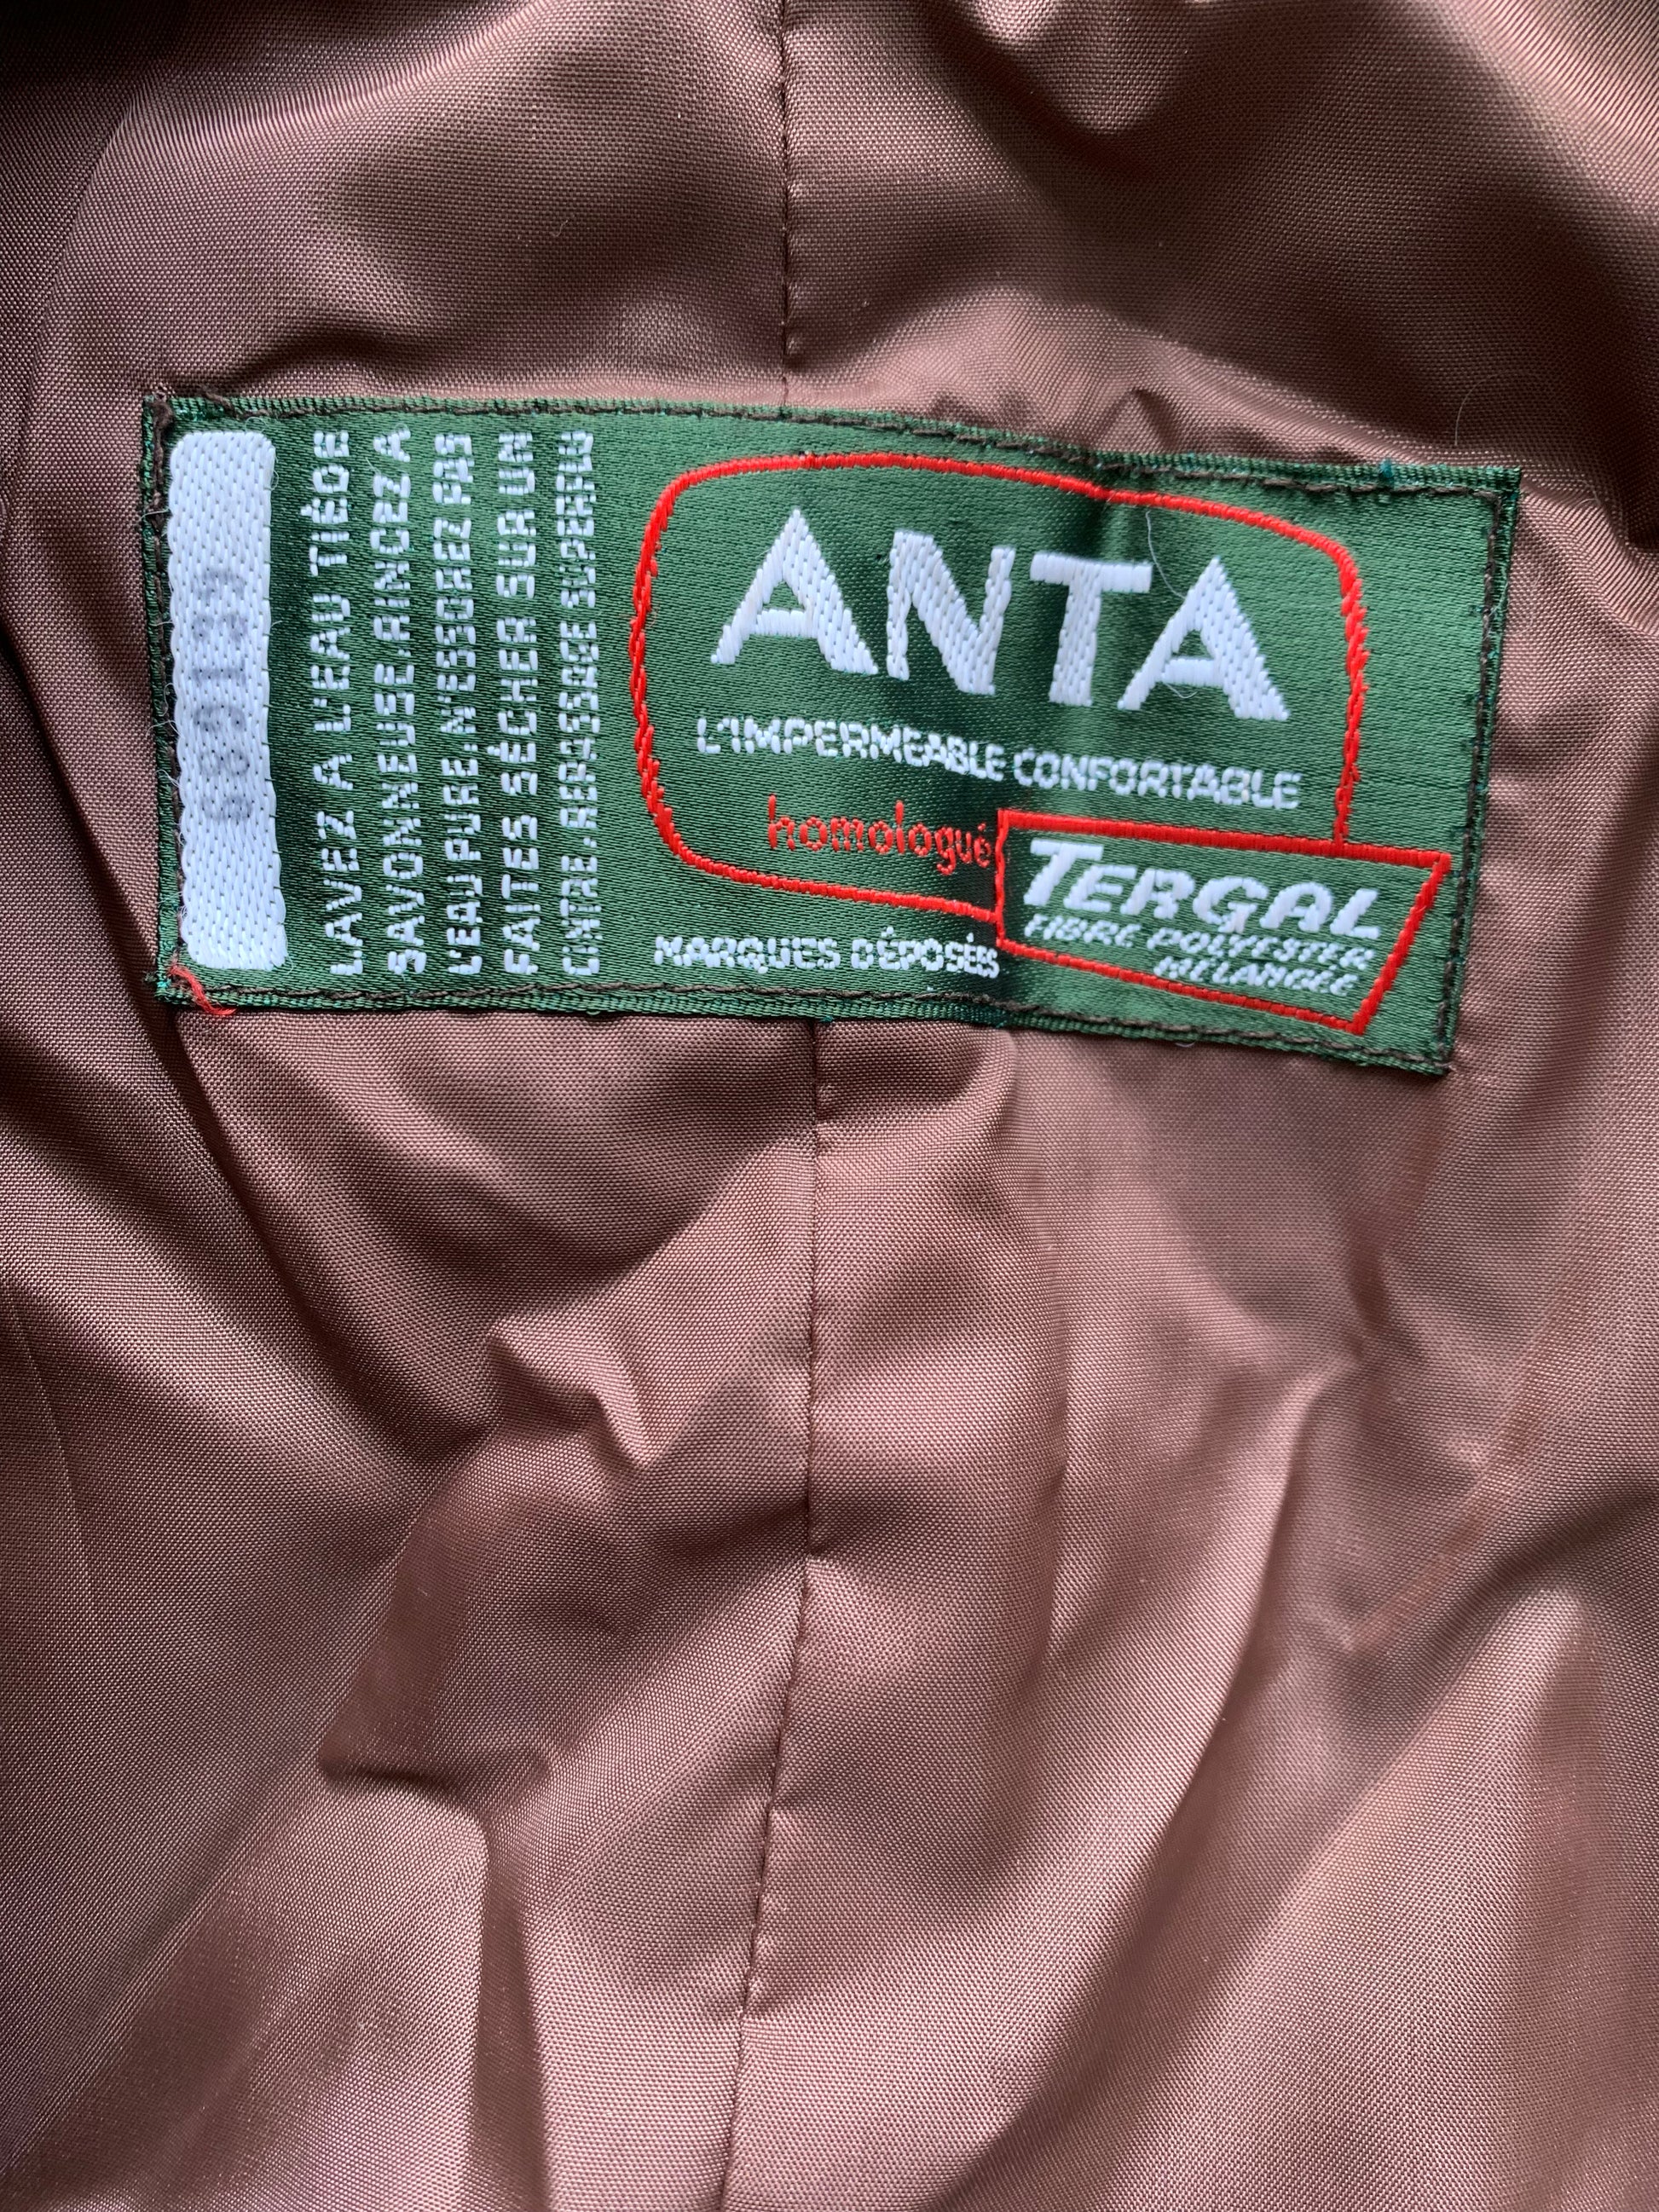 ANTA
L'IMPERMEABLE CONFORTABLE
homologué
TERGAL
FIBRE POLYESTER
MÉLANGÉE
MARQUES DÉPOSÉES
LAVEZ A L'EAU TIÉDE
SAVONNEUSE.RINCEZ A
L'EAU PURE.N'ESSOREZ PAS
FAITES SÉCHER SUR UN
CINTRE.REPASSAGE SUPERFLU